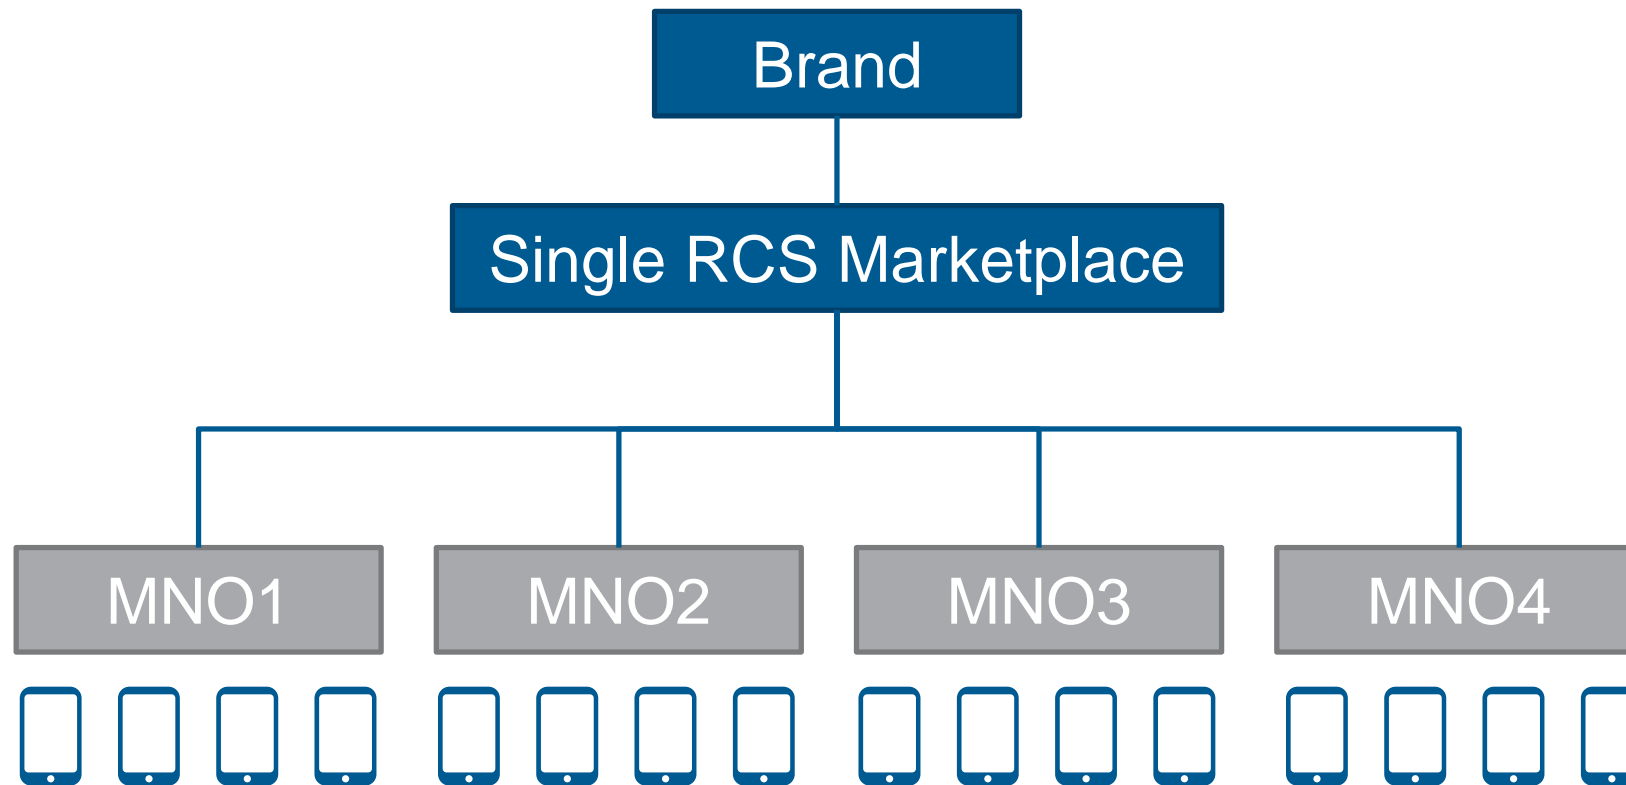 Brand
Single RCS Marketplace
MNO1
MNO2
MNO3
MNO4